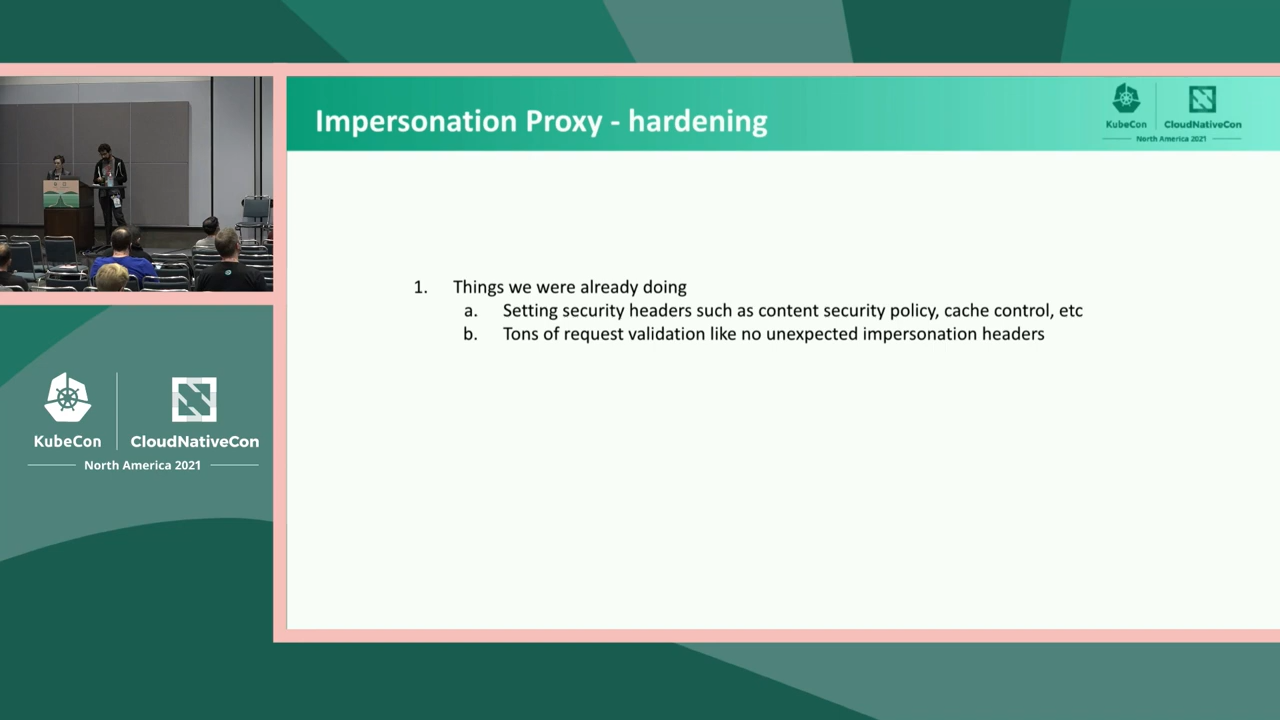 Impersonation Proxy - hardening
KubeCon
CloudNativeCon
North America 2021
1. Things we were already doing
a. Setting security headers such as content security policy, cache control, etc
b. Tons of request validation like no unexpected impersonation headers
KubeCon
CloudNativeCon
North America 2021